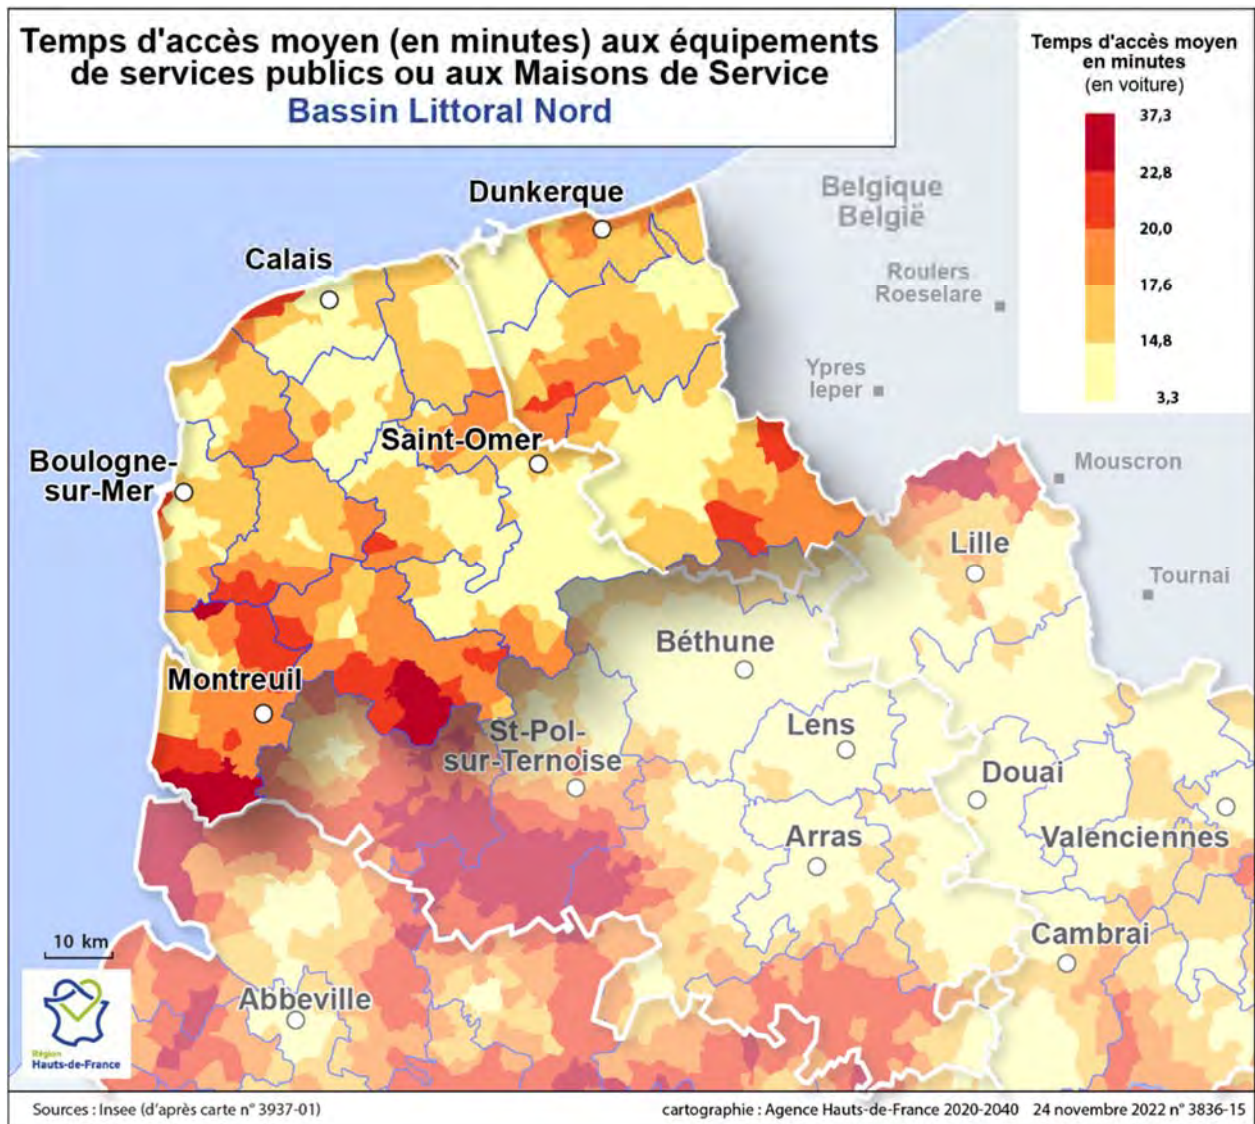 Temps d'accès moyen (en minutes) aux équipements
de services publics ou aux Maisons de Service
Bassin Littoral Nord
Temps d'accès moyen
en minutes
(en voiture)
37,3
22,8
20,0
17,6
14,8
3,3
Dunkerque
Belgique
België
Calais
Roulers
Roeselare
Ypres
Ieper
Saint-Omer
Boulogne-
sur-Mer
Mouscron
Lille
Tournai
Béthune
Montreuil
Lens
St-Pol-
sur-Ternoise
Douai
Arras
Valenciennes
Cambrai
10 km
Abbeville
Région
Hauts-de-France
Sources : Insee (d'après carte n° 3937-01)
cartographie : Agence Hauts-de-France 2020-2040 24 novembre 2022 n° 3836-15